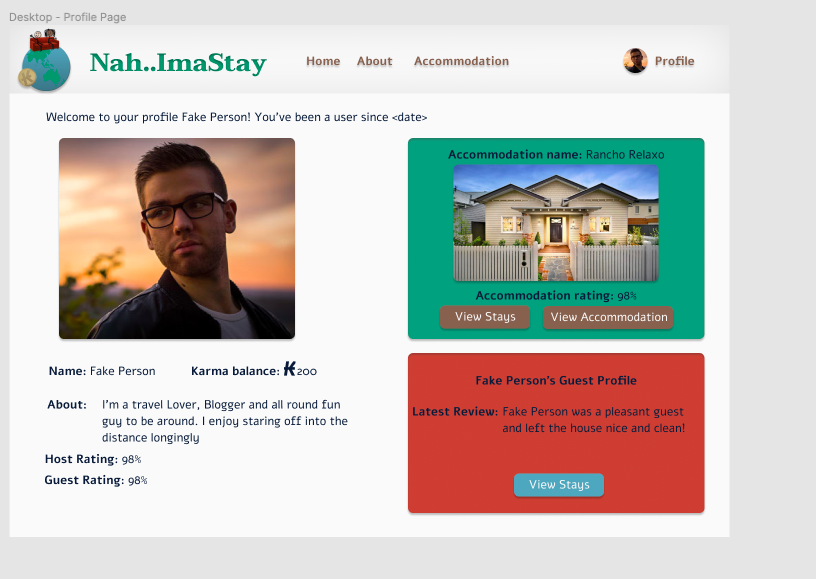 Desktop - Profile Page
Nah..ImaStay
Home About Accommodation Profile
Welcome to your profile Fake Person! You've been a user since <date>
Accommodation name: Rancho Relaxo
Accommodation rating: 98%
View Stays View Accommodation
Name: Fake Person Karma balance: K200
About: I'm a travel Lover, Blogger and all round fun
guy to be around. I enjoy staring off into the
distance longingly
Host Rating: 98%
Guest Rating: 98%
Fake Person's Guest Profile
Latest Review: Fake Person was a pleasant guest
and left the house nice and clean!
View Stays